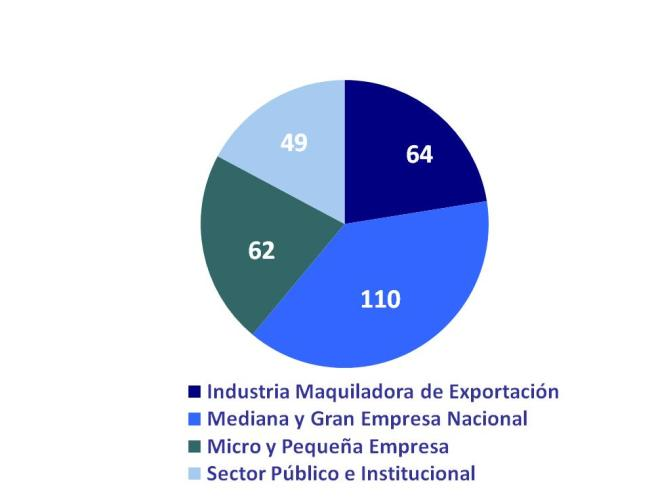 49
64
62
110
Industria Maquiladora de Exportación
Mediana y Gran Empresa Nacional
Micro y Pequeña Empresa
Sector Público e Institucional